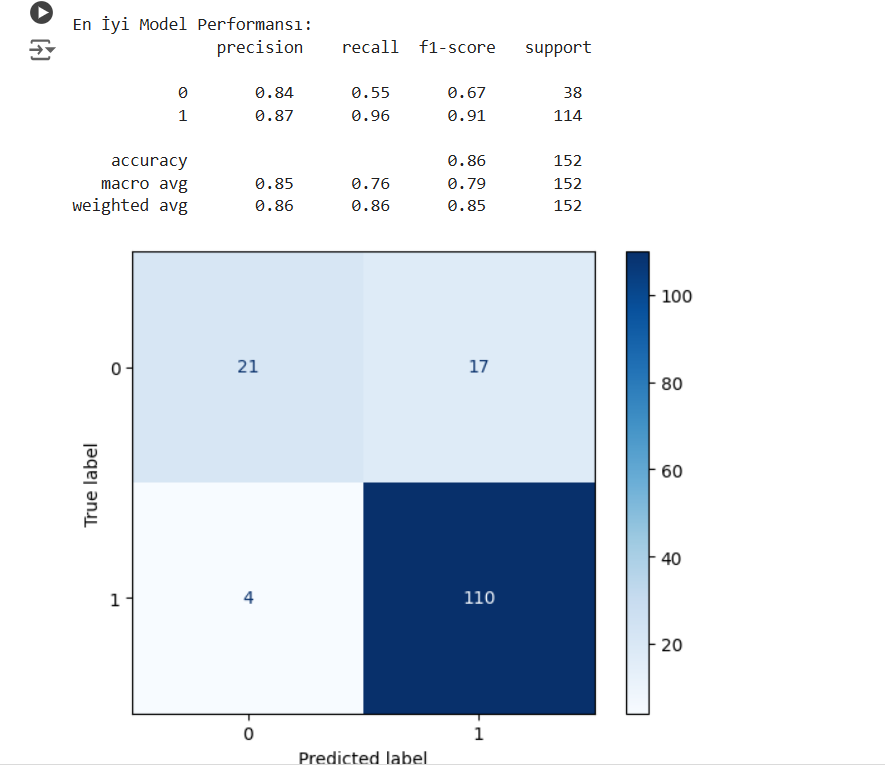 En İyi Model Performansı:
precision recall f1-score support
0 0.84 0.55 0.67 38
1 0.87 0.96 0.91 114
accuracy 0.86 152
macro avg 0.85 0.76 0.79 152
weighted avg 0.86 0.86 0.85 152
100
0 21 17
80
True label
60
40
1 4 110
20
0 1
Predicted label